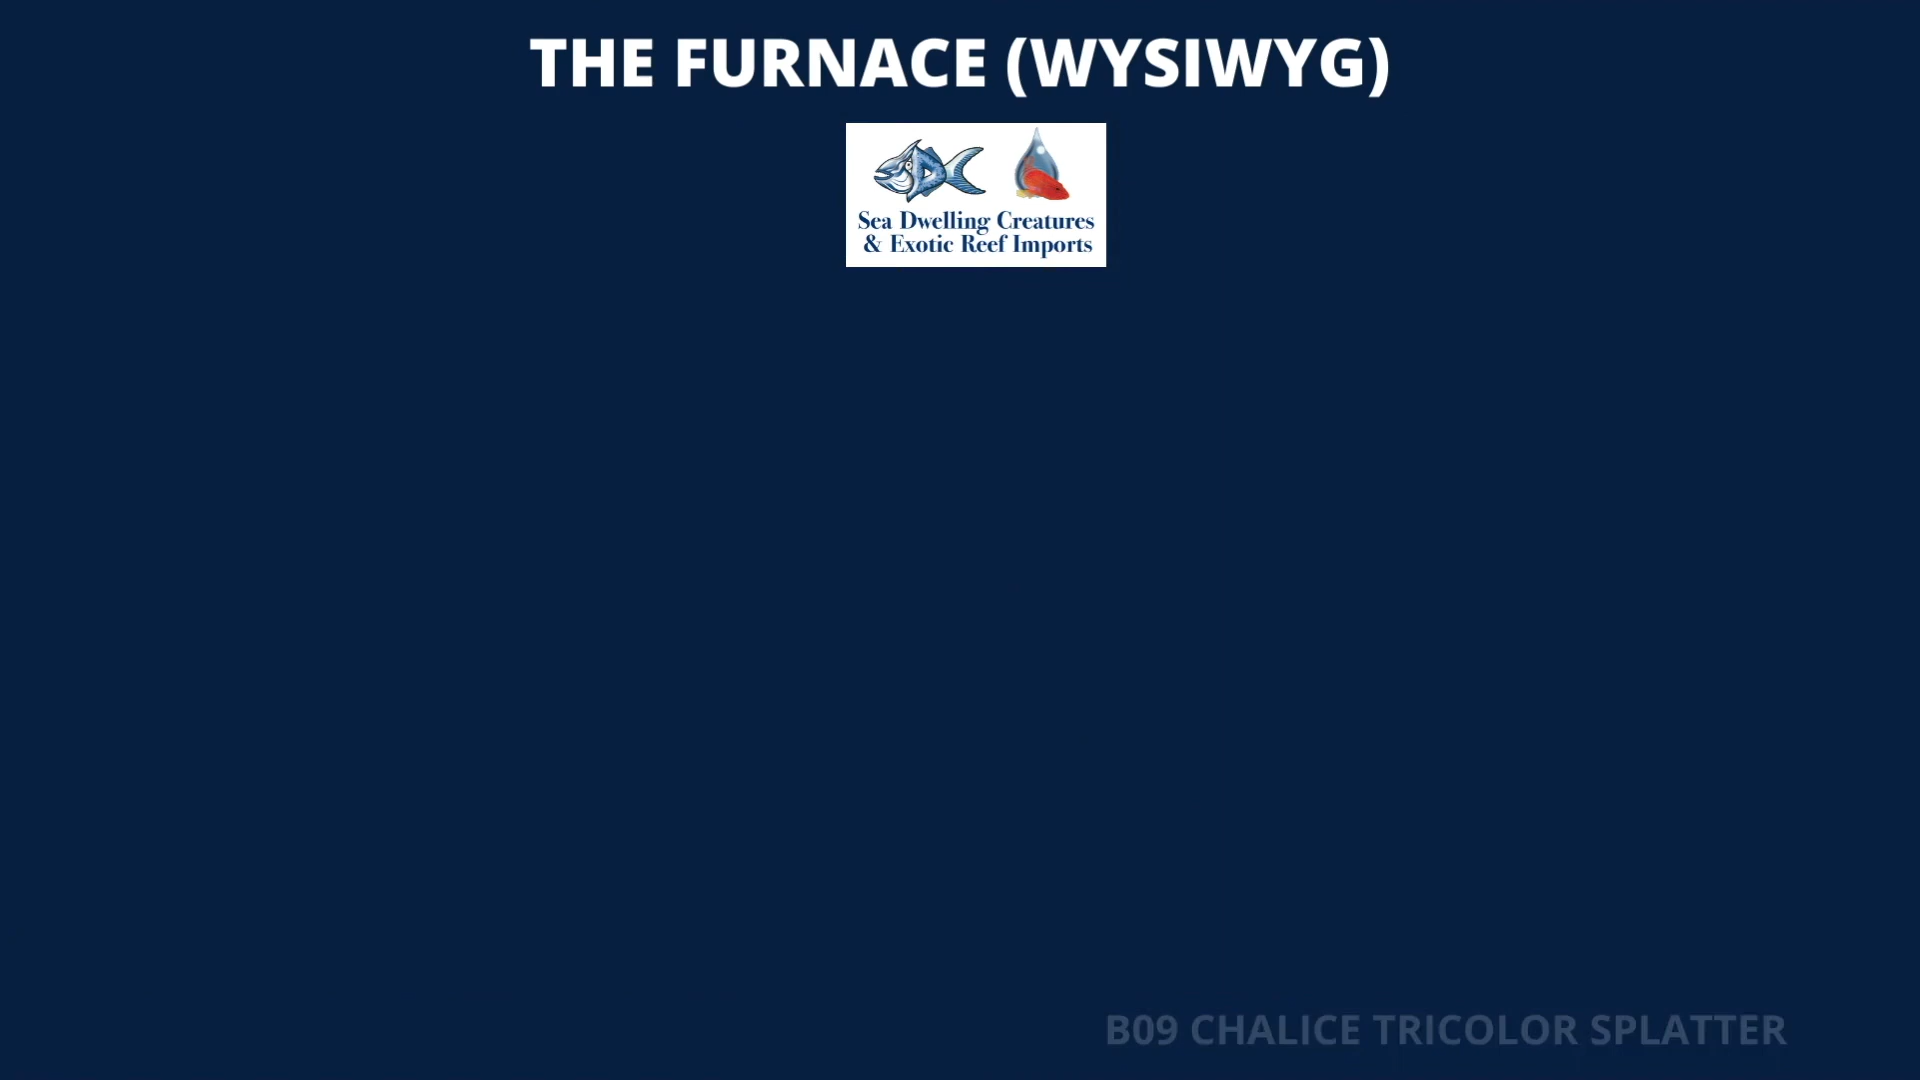 THE FURNACE (WYSIWYG)
Sea Dwelling Creatures
& Exotic Reef Imports
B09 CHALICE TRICOLOR SPLATTER